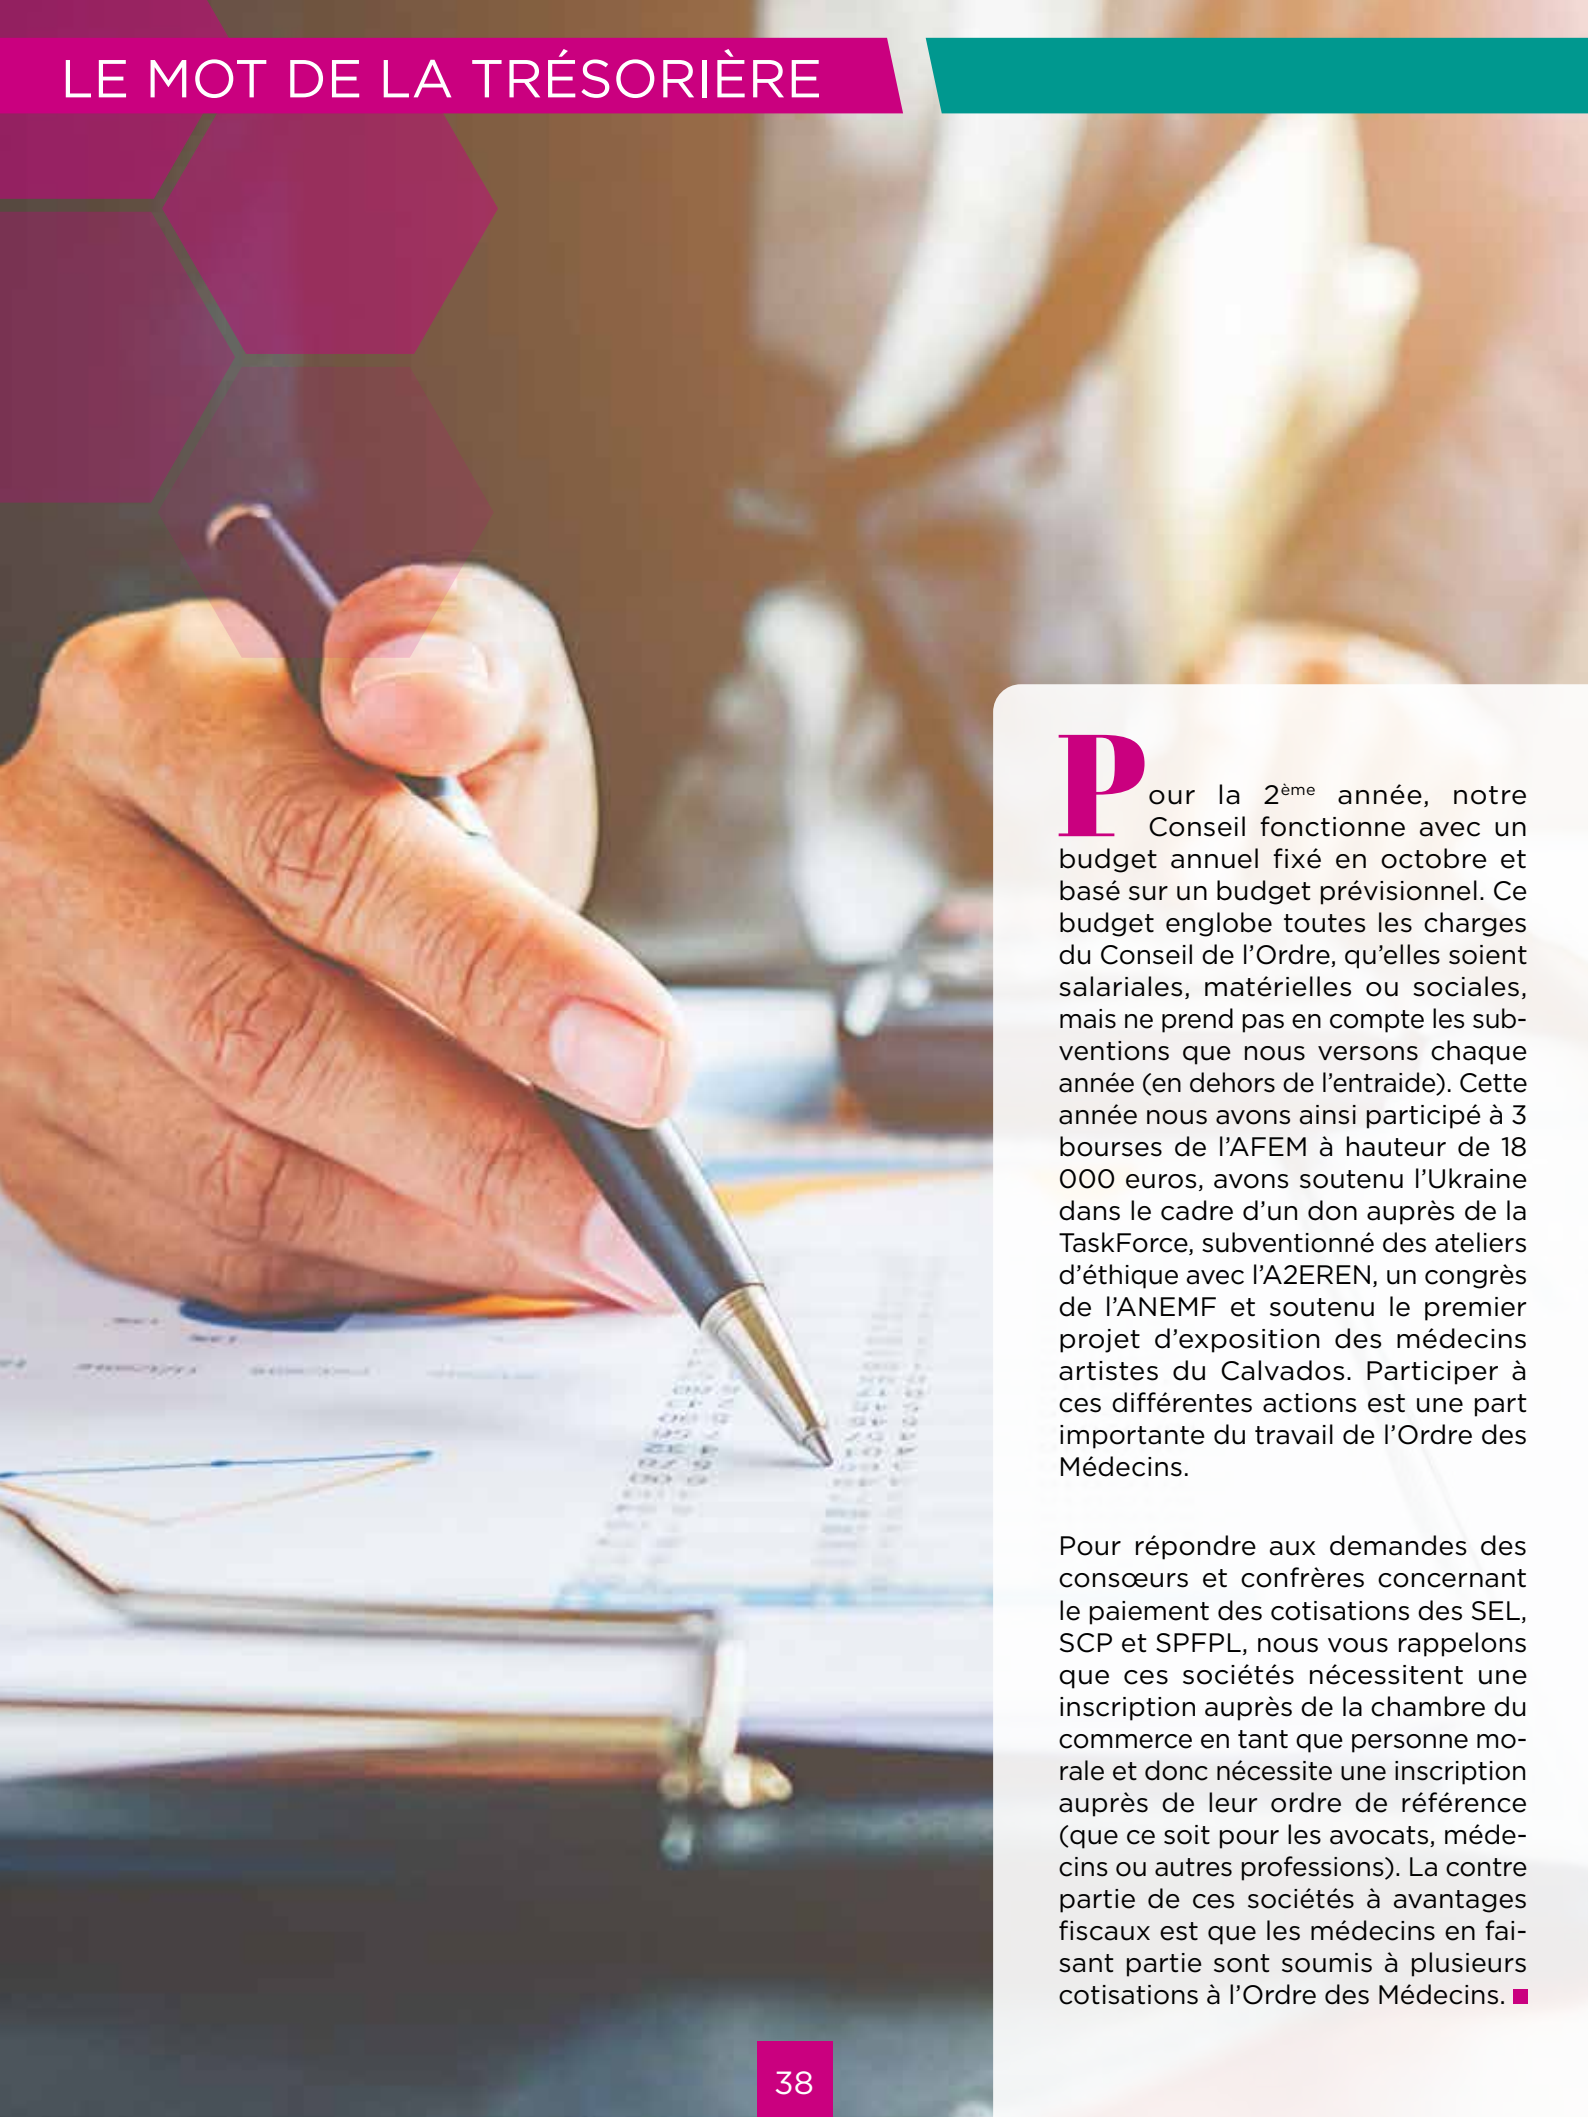 LE MOT DE LA TRÉSORIÈRE
Pour la 2ème année, notre
Conseil fonctionne avec un
budget annuel fixé en octobre et
basé sur un budget prévisionnel. Ce
budget englobe toutes les charges
du Conseil de l'Ordre, qu'elles soient
salariales, matérielles ou sociales,
mais ne prend pas en compte les sub-
ventions que nous versons chaque
année (en dehors de l'entraide). Cette
année nous avons ainsi participé à 3
bourses de l'AFEM à hauteur de 18
000 euros, avons soutenu l'Ukraine
dans le cadre d'un don auprès de la
TaskForce, subventionné des ateliers
d'éthique avec l'A2EREN, un congrès
de l'ANEMF et soutenu le premier
projet d'exposition des médecins
artistes du Calvados. Participer à
ces différentes actions est une part
importante du travail de l'Ordre des
Médecins.
Pour répondre aux demandes des
consœurs et confrères concernant
le paiement des cotisations des SEL,
SCP et SPFPL, nous vous rappelons
que ces sociétés nécessitent une
inscription auprès de la chambre du
commerce en tant que personne mo-
rale et donc nécessite une inscription
auprès de leur ordre de référence
(que ce soit pour les avocats, méde-
cins ou autres professions). La contre
partie de ces sociétés à avantages
fiscaux est que les médecins en fai-
sant partie sont soumis à plusieurs
cotisations à l'Ordre des Médecins.
38